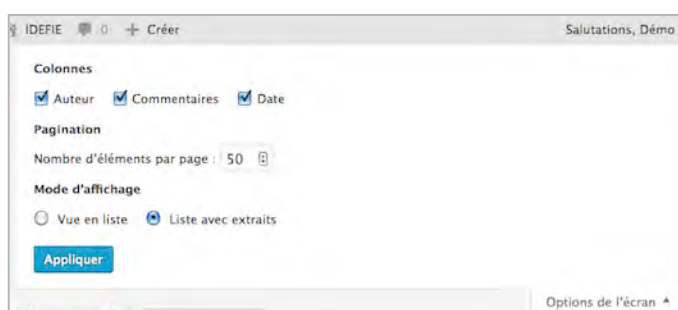 IDEFIE 0 + Créer Salutations, Démo
Colonnes
Auteur Commentaires Date
Pagination
Nombre d'éléments par page : 50
Mode d'affichage
Vue en liste Liste avec extraits
Appliquer
Options de l'écran